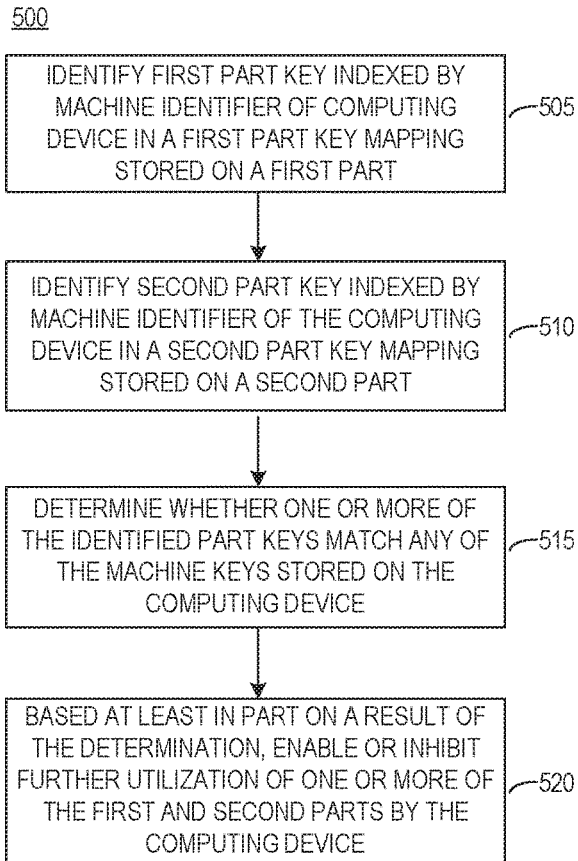 500
IDENTIFY FIRST PART KEY INDEXED BY
MACHINE IDENTIFIER OF COMPUTING
DEVICE IN A FIRST PART KEY MAPPING
STORED ON A FIRST PART
505
IDENTIFY SECOND PART KEY INDEXED BY
MACHINE IDENTIFIER OF THE COMPUTING
DEVICE IN A SECOND PART KEY MAPPING
STORED ON A SECOND PART
510
DETERMINE WHETHER ONE OR MORE OF
THE IDENTIFIED PART KEYS MATCH ANY OF
THE MACHINE KEYS STORED ON THE
COMPUTING DEVICE
515
BASED AT LEAST IN PART ON A RESULT OF
THE DETERMINATION, ENABLE OR INHIBIT
FURTHER UTILIZATION OF ONE OR MORE OF
THE FIRST AND SECOND PARTS BY THE
COMPUTING DEVICE
520